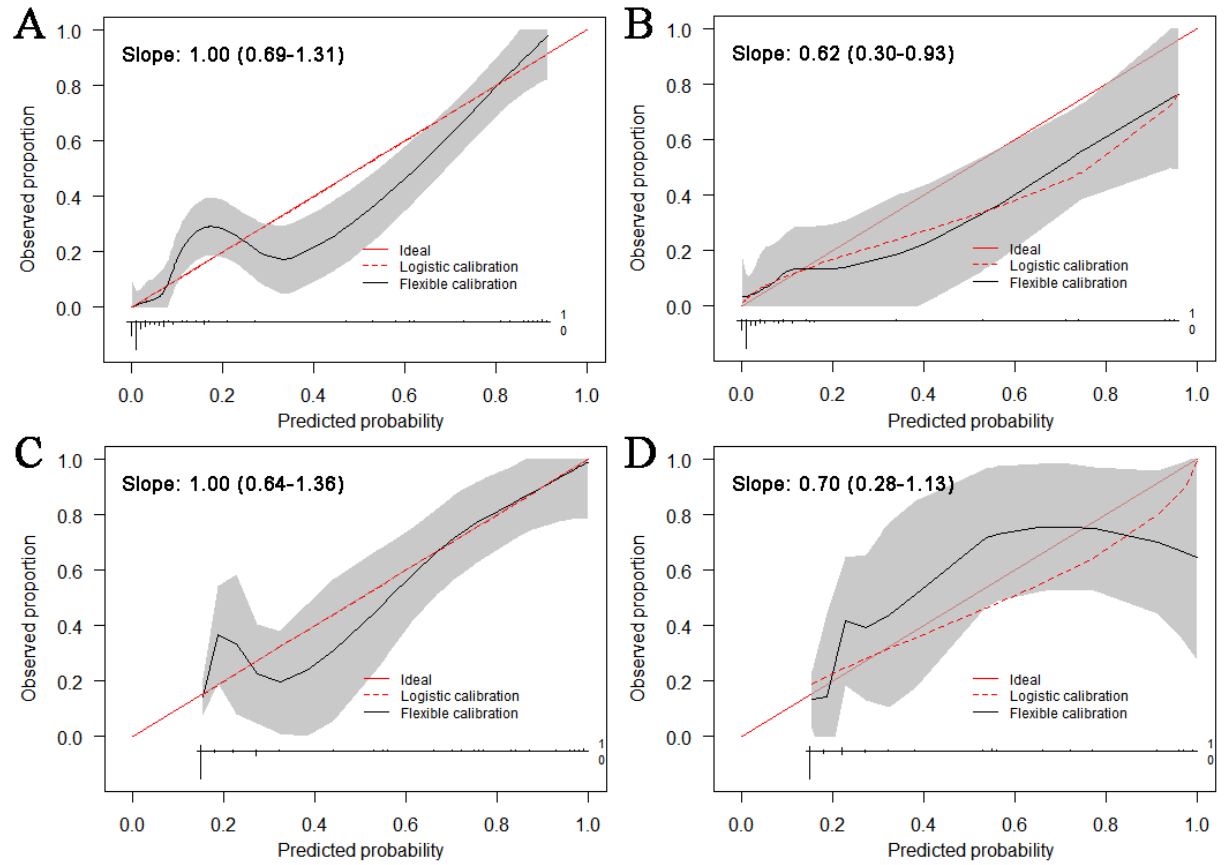 A
Slope: 1.00 (0.69-1.31)
Observed proportion
1.0
0.8
0.6
0.4
0.2
0.0
Ideal
Logistic calibration
Flexible calibration
1
0
0.0 0.2 0.4 0.6 0.8 1.0
Predicted probability
B
Slope: 0.62 (0.30-0.93)
Observed proportion
1.0
0.8
0.6
0.4
0.2
0.0
Ideal
Logistic calibration
Flexible calibration
1
0
0.0 0.2 0.4 0.6 0.8 1.0
Predicted probability
C
Slope: 1.00 (0.64-1.36)
Observed proportion
1.0
0.8
0.6
0.4
0.2
0.0
Ideal
Logistic calibration
Flexible calibration
1
0
0.0 0.2 0.4 0.6 0.8 1.0
Predicted probability
D
Slope: 0.70 (0.28-1.13)
Observed proportion
1.0
0.8
0.6
0.4
0.2
0.0
Ideal
Logistic calibration
Flexible calibration
1
0
0.0 0.2 0.4 0.6 0.8 1.0
Predicted probability